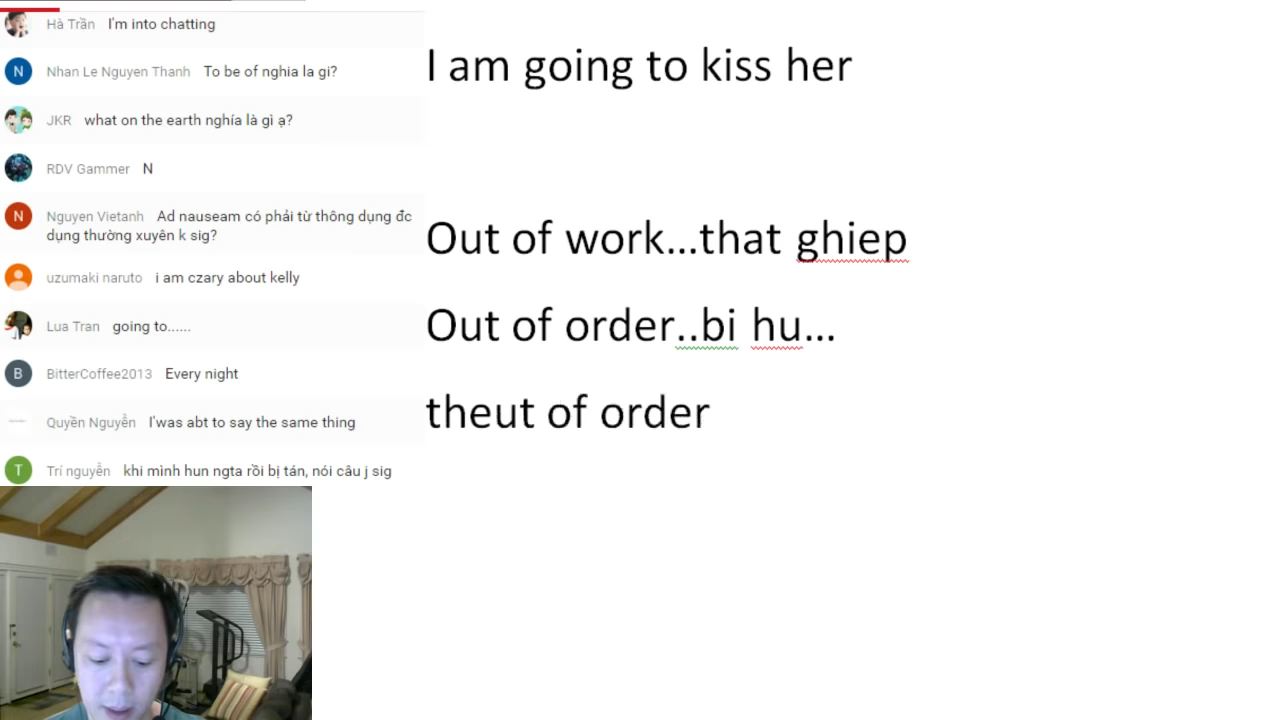 Hà Trần I'm into chatting
Nhan Le Nguyen Thanh To be of nghia la gi?
JKR what on the earth nghía là gì ạ?
RDV Gammer N
Nguyen Vietanh Ad nauseam có phải từ thông dụng đc
dụng thường xuyên k sig?
uzumaki naruto i am czary about kelly
Lua Tran going to......
BitterCoffee2013 Every night
Quyền Nguyễn I'was abt to say the same thing
Trí nguyễn khi mình hun ngta rồi bị tán, nói câu j sig
I am going to kiss her
Out of work...that ghiep
Out of order..bi hu...
theut of order